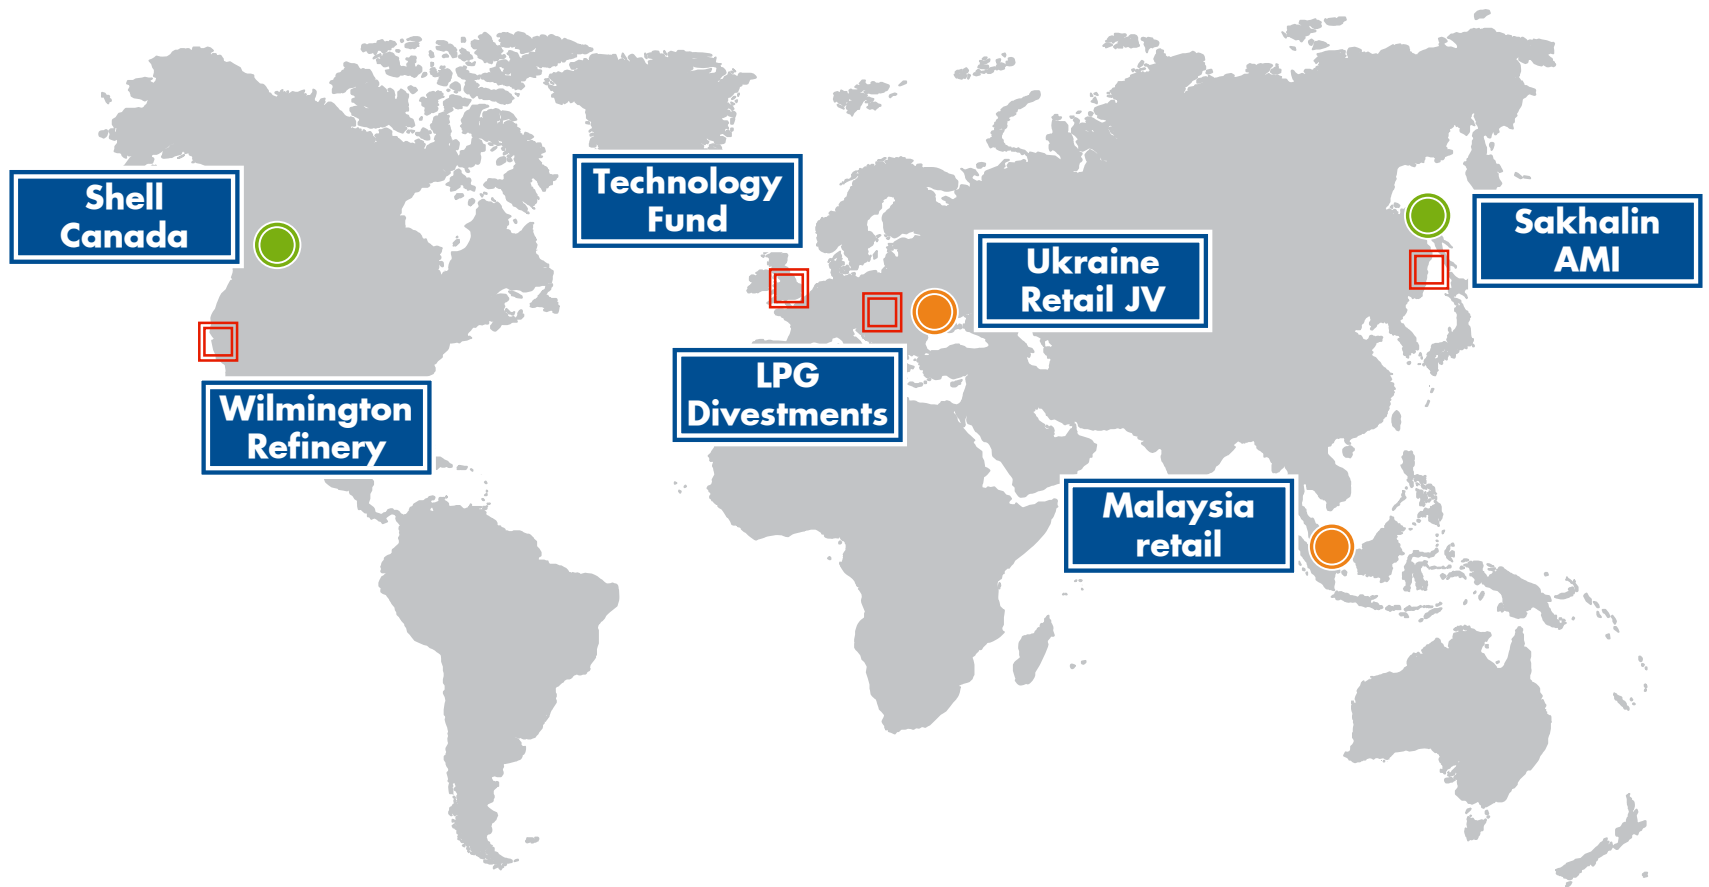 Shell
Canada
Technology
Fund
Sakhalin
AMI
Ukraine
Retail JV
LPG
Divestments
Wilmington
Refinery
Malaysia
retail